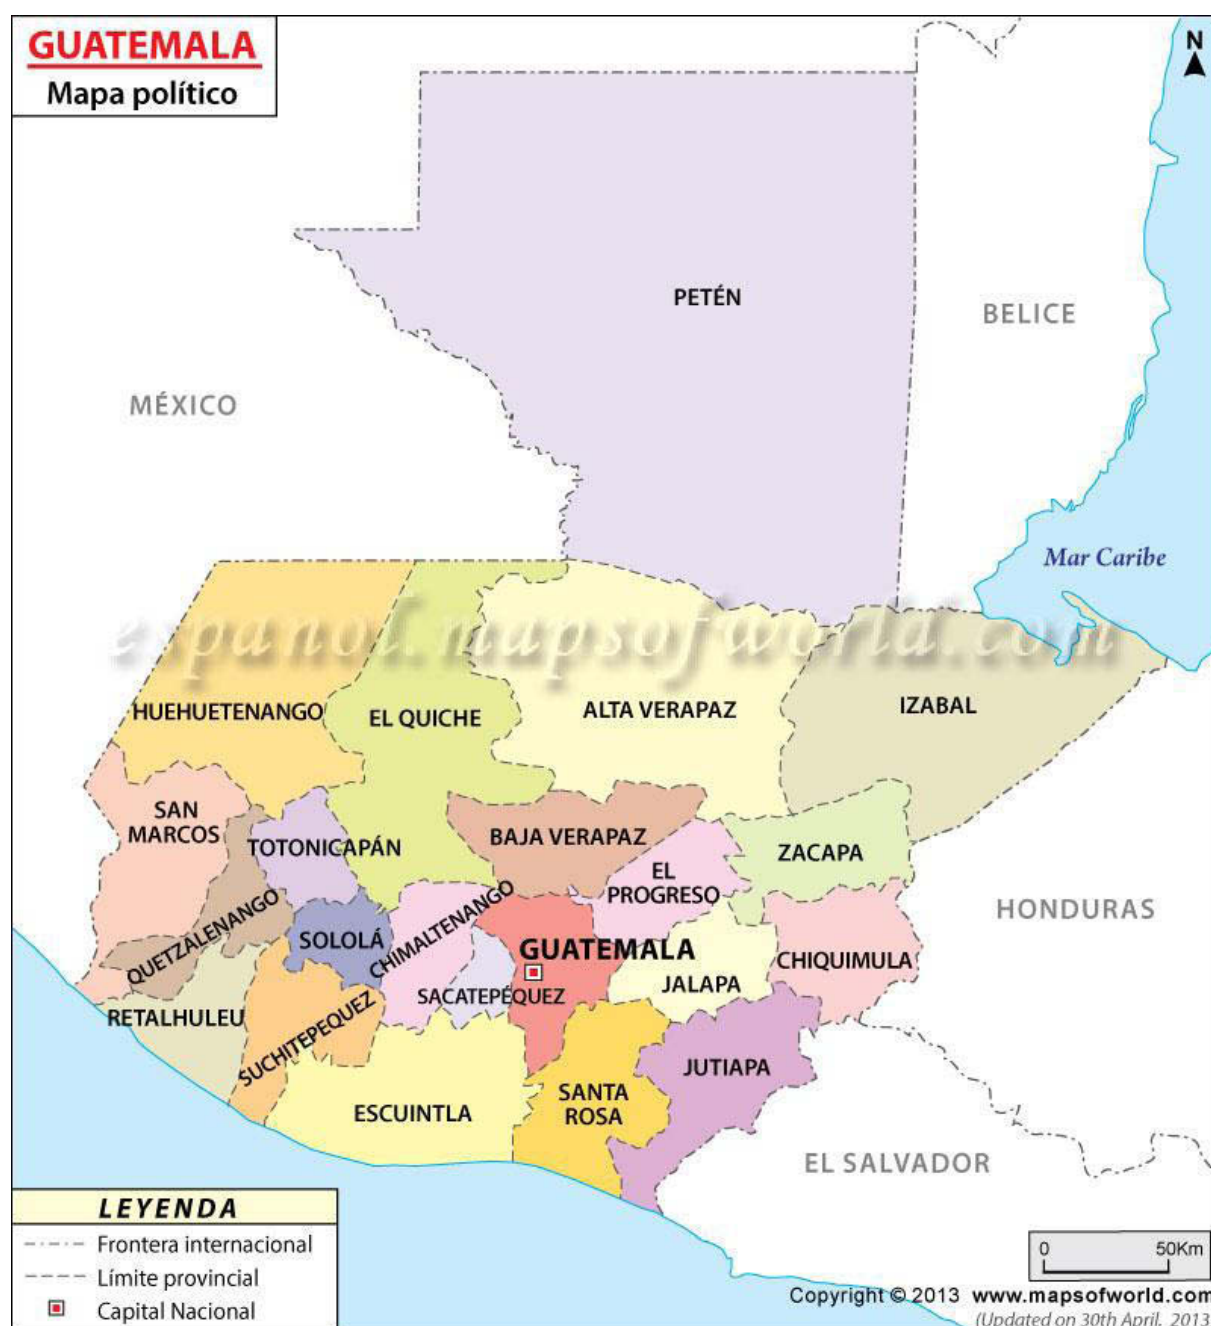 GUATEMALA
Mapa político
N
PETÉN
BELICE
MÉXICO
Mar Caribe
espanol.mapsofworld.com
HUEHUETENANGO
EL QUICHE
ALTA VERAPAZ
IZABAL
SAN
MARCOS
TOTONICAPÁN
BAJA VERAPAZ
EL
PROGRESO
ZACAPA
QUETZALENANGO
SOLOLÁ
CHIMALTENANGO
GUATEMALA
HONDURAS
JALAPA
CHIQUIMULA
SACATEPÉQUEZ
RETALHULEU
SUCHITEPEQUEZ
JUTIAPA
ESCUINTLA
SANTA
ROSA
EL SALVADOR
LEYENDA
Frontera internacional
Límite provincial
Capital Nacional
0 50Km
Copyright © 2013 www.mapsofworld.com
(Updated on 30th April, 2013